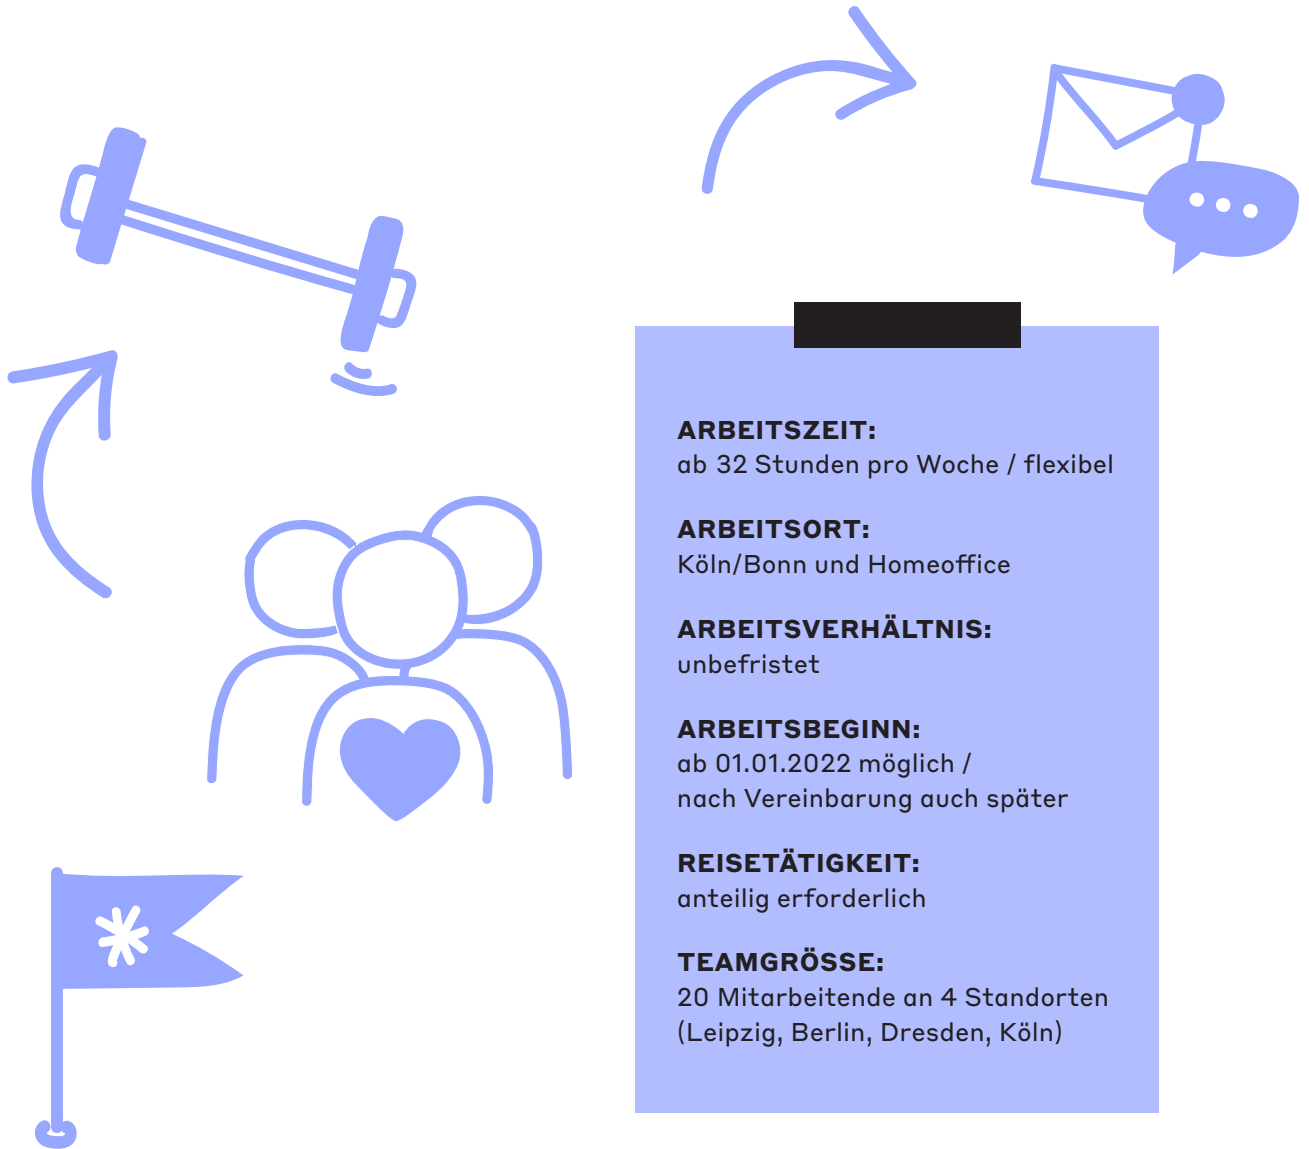 ARBEITSZEIT:
ab 32 Stunden pro Woche / flexibel
ARBEITSORT:
Köln/Bonn und Homeoffice
ARBEITSVERHÄLTNIS:
unbefristet
ARBEITSBEGINN:
ab 01.01.2022 möglich /
nach Vereinbarung auch später
REISETÄTIGKEIT:
anteilig erforderlich
TEAMGRÖSSE:
20 Mitarbeitende an 4 Standorten
(Leipzig, Berlin, Dresden, Köln)